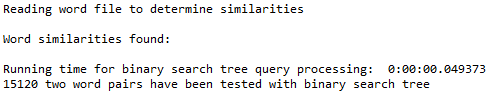 Reading word file to determine similarities
Word similarities found:
Running time for binary search tree query processing:  0:00:00.049373
15120 two word pairs have been tested with binary search tree